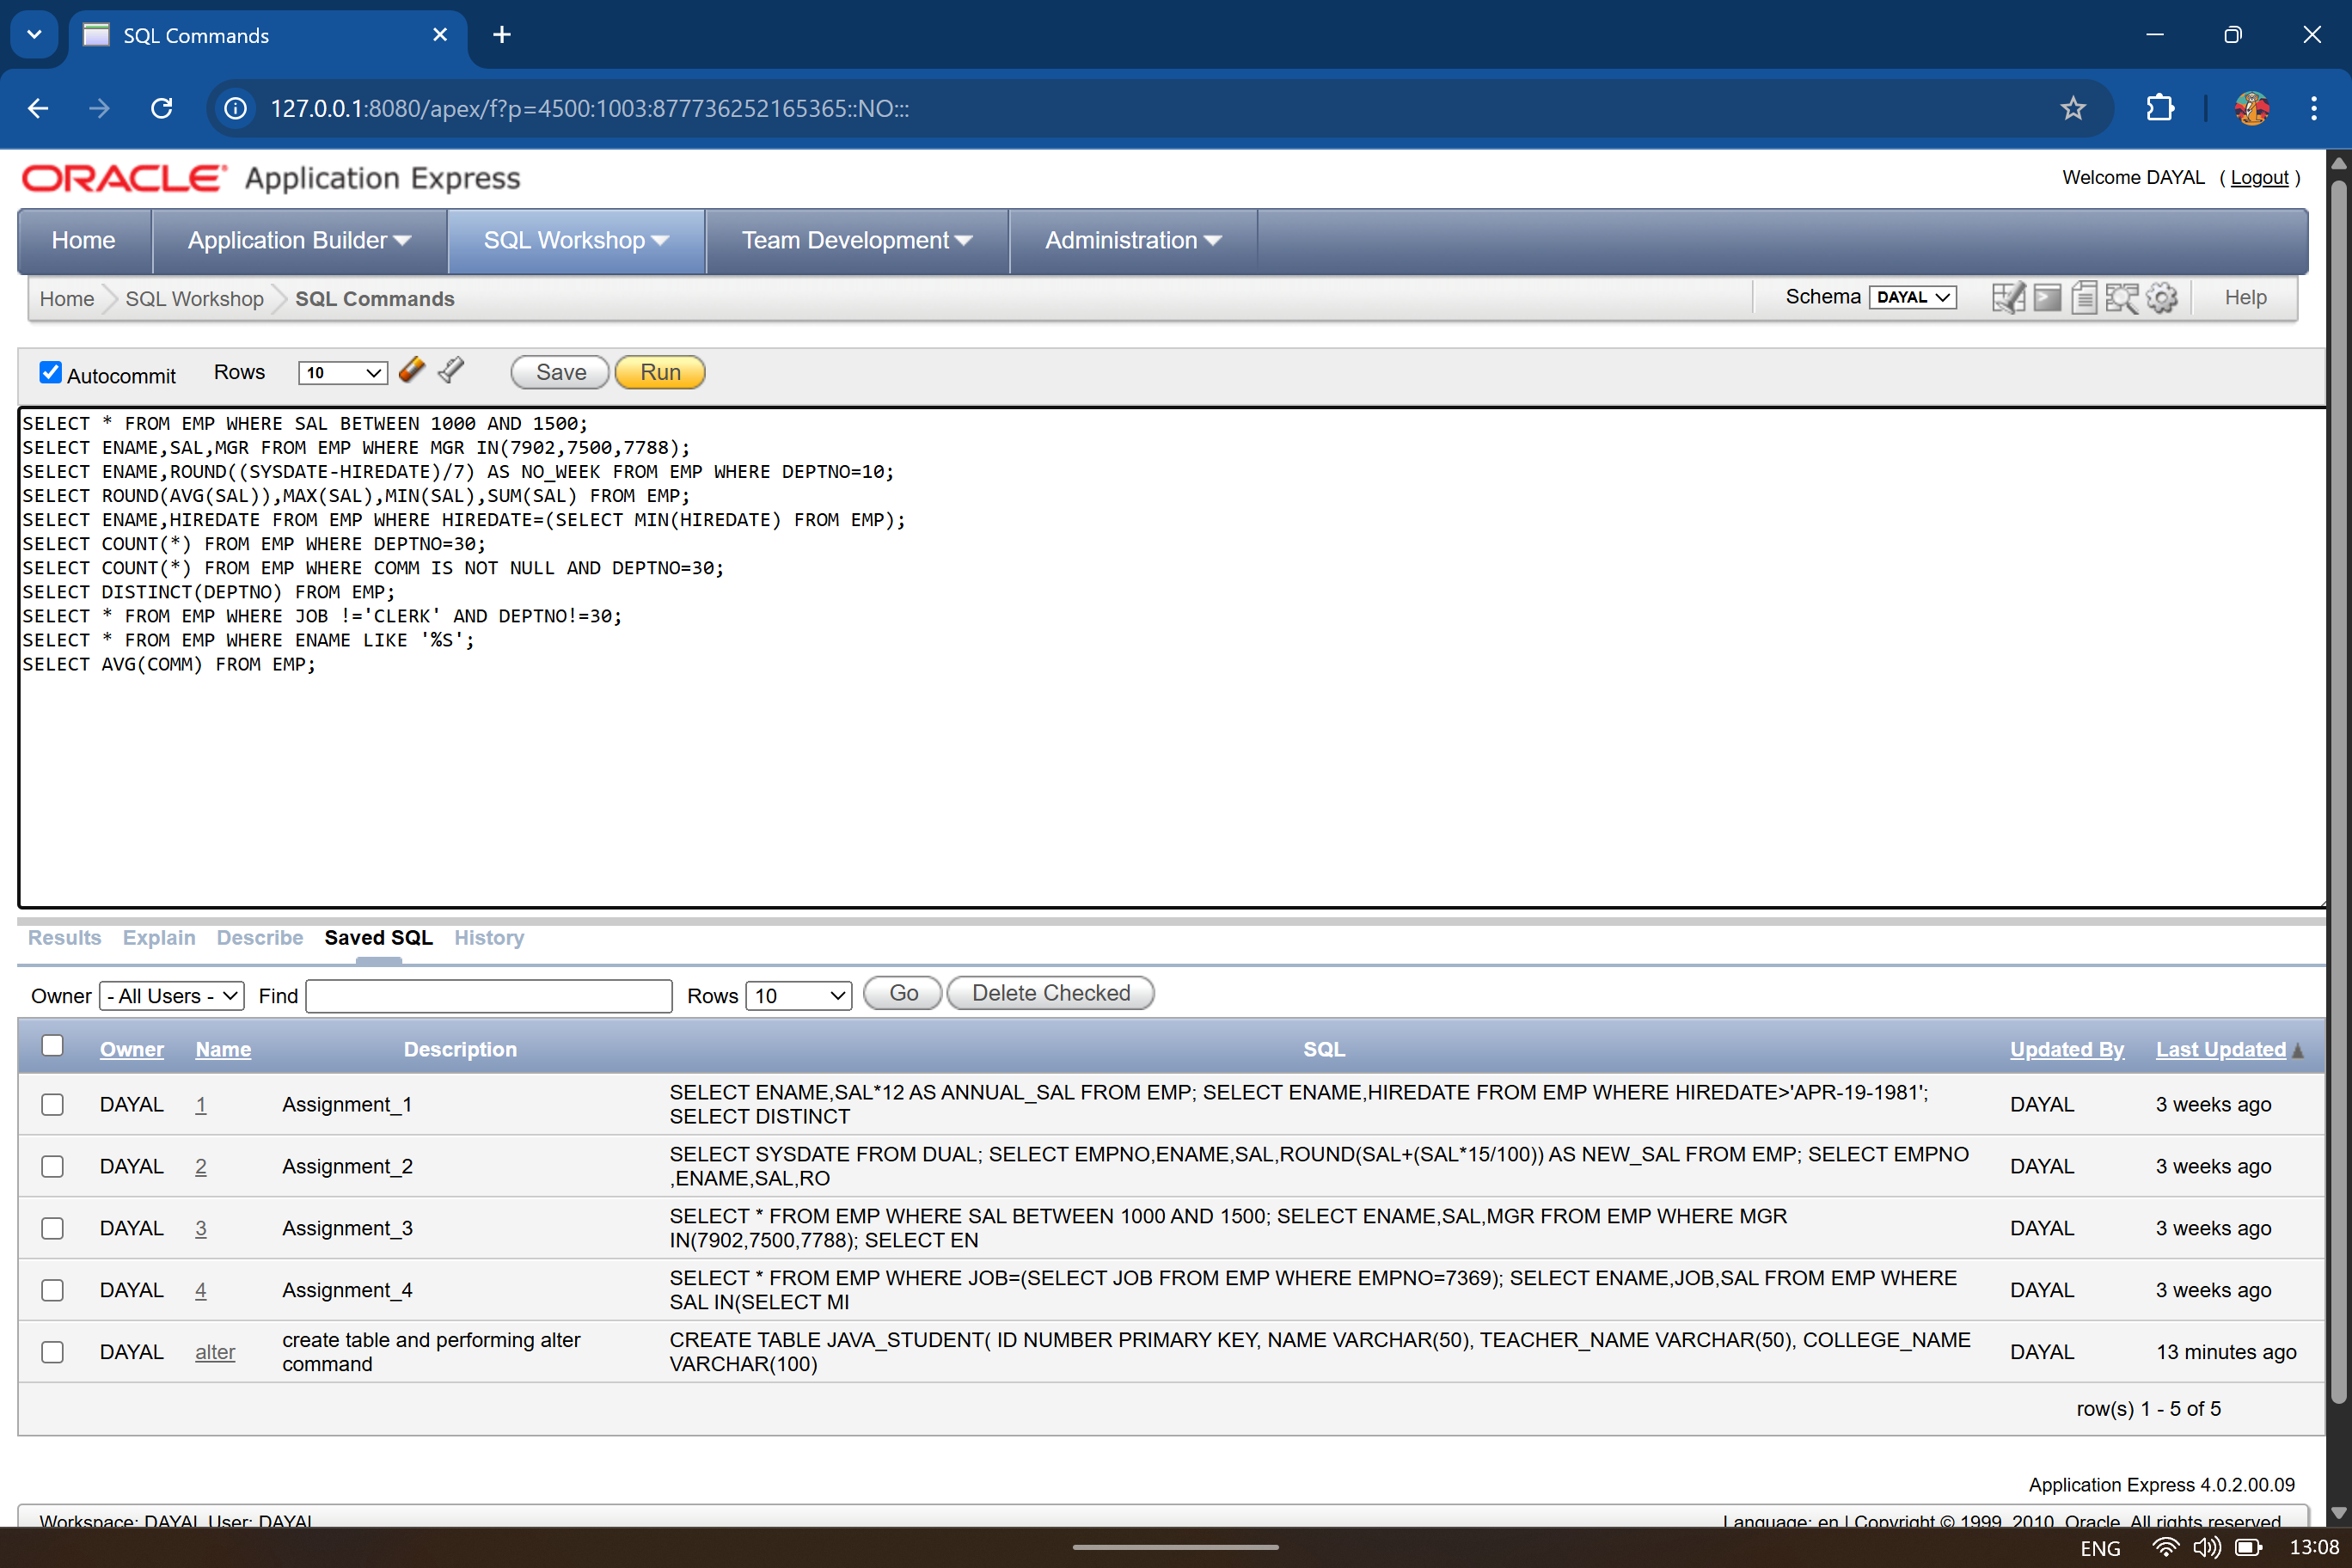 SQL Commands
127.0.0.1:8080/apex/f?p=4500:1003:877736252165365::NO:::
ORACLE Application Express
Welcome DAYAL ( Logout )
Home Application Builder SQL Workshop Team Development Administration
Home SQL Workshop SQL Commands Schema DAYAL Help
Autocommit Rows 10 Save Run
SELECT * FROM EMP WHERE SAL BETWEEN 1000 AND 1500;
SELECT ENAME,SAL,MGR FROM EMP WHERE MGR IN(7902,7500,7788);
SELECT ENAME,ROUND((SYSDATE-HIREDATE)/7) AS NO_WEEK FROM EMP WHERE DEPTNO=10;
SELECT ROUND(AVG(SAL)),MAX(SAL),MIN(SAL),SUM(SAL) FROM EMP;
SELECT ENAME,HIREDATE FROM EMP WHERE HIREDATE=(SELECT MIN(HIREDATE) FROM EMP);
SELECT COUNT(*) FROM EMP WHERE DEPTNO=30;
SELECT COUNT(*) FROM EMP WHERE COMM IS NOT NULL AND DEPTNO=30;
SELECT DISTINCT(DEPTNO) FROM EMP;
SELECT * FROM EMP WHERE JOB !='CLERK' AND DEPTNO!=30;
SELECT * FROM EMP WHERE ENAME LIKE '%S';
SELECT AVG(COMM) FROM EMP;
Results Explain Describe Saved SQL History
Owner - All Users - Find Rows 10 Go Delete Checked
Owner Name Description SQL Updated By Last Updated
DAYAL 1 Assignment_1 SELECT ENAME,SAL*12 AS ANNUAL_SAL FROM EMP; SELECT ENAME,HIREDATE FROM EMP WHERE HIREDATE>'APR-19-1981';
SELECT DISTINCT DAYAL 3 weeks ago
DAYAL 2 Assignment_2 SELECT SYSDATE FROM DUAL; SELECT EMPNO,ENAME,SAL,ROUND(SAL+(SAL*15/100)) AS NEW_SAL FROM EMP; SELECT EMPNO
,ENAME,SAL,RO DAYAL 3 weeks ago
DAYAL 3 Assignment_3 SELECT * FROM EMP WHERE SAL BETWEEN 1000 AND 1500; SELECT ENAME,SAL,MGR FROM EMP WHERE MGR
IN(7902,7500,7788); SELECT EN DAYAL 3 weeks ago
DAYAL 4 Assignment_4 SELECT * FROM EMP WHERE JOB=(SELECT JOB FROM EMP WHERE EMPNO=7369); SELECT ENAME,JOB,SAL FROM EMP WHERE
SAL IN(SELECT MI DAYAL 3 weeks ago
DAYAL alter create table and performing alter CREATE TABLE JAVA_STUDENT( ID NUMBER PRIMARY KEY, NAME VARCHAR(50), TEACHER_NAME VARCHAR(50), COLLEGE_NAME
command VARCHAR(100) DAYAL 13 minutes ago
row(s) 1 - 5 of 5
Application Express 4.0.2.00.09
Workspace: DAYAL User: DAYAL Language: en | Copyright © 1999, 2010, Oracle. All rights reserved.
ENG 13:08